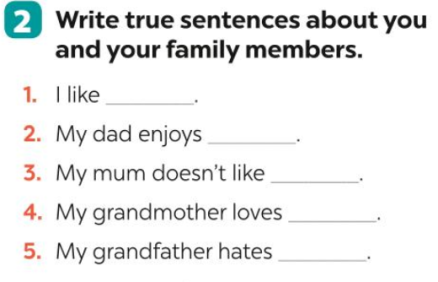 2 Write true sentences about you
and your family members.
1. I like ________.
2. My dad enjoys ________.
3. My mum doesn't like ________.
4. My grandmother loves ________.
5. My grandfather hates ________.